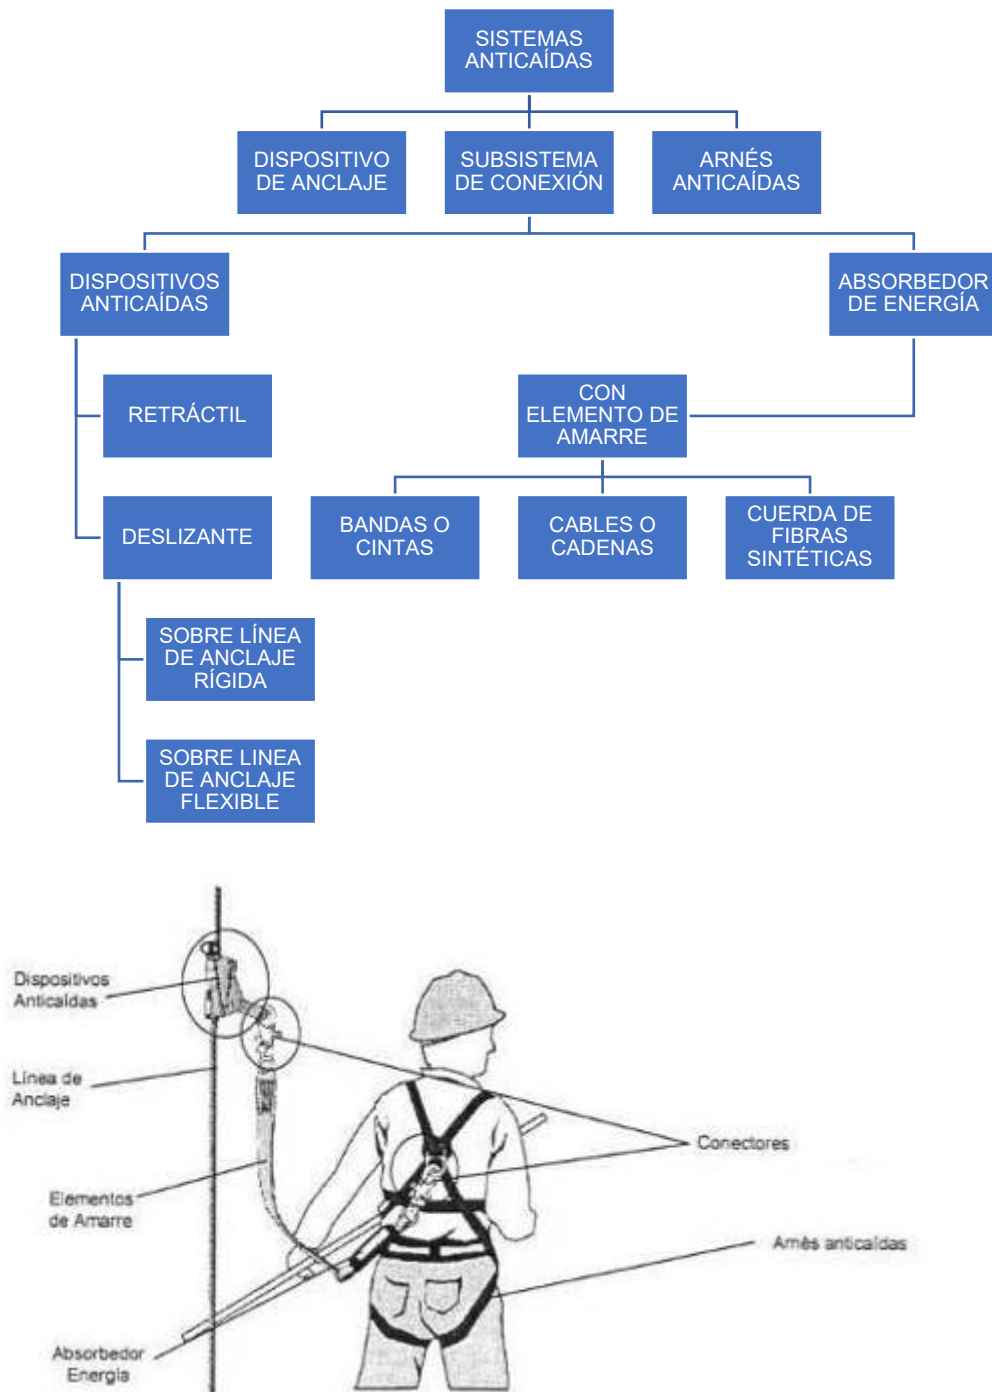 SISTEMAS
ANTICAÍDAS
DISPOSITIVO
DE ANCLAJE
SUBSISTEMA
DE CONEXIÓN
ARNÉS
ANTICAÍDAS
DISPOSITIVOS
ANTICAÍDAS
ABSORBEDOR
DE ENERGÍA
RETRÁCTIL
CON
ELEMENTO DE
AMARRE
DESLIZANTE
BANDAS O
CINTAS
CABLES O
CADENAS
CUERDA DE
FIBRAS
SINTÉTICAS
SOBRE LÍNEA
DE ANCLAJE
RÍGIDA
SOBRE LINEA
DE ANCLAJE
FLEXIBLE
Dispositivos
Anticaídas
Línea de
Anclaje
Conectores
Elementos
de Amarre
Arnés anticaídas
Absorbedor
Energía